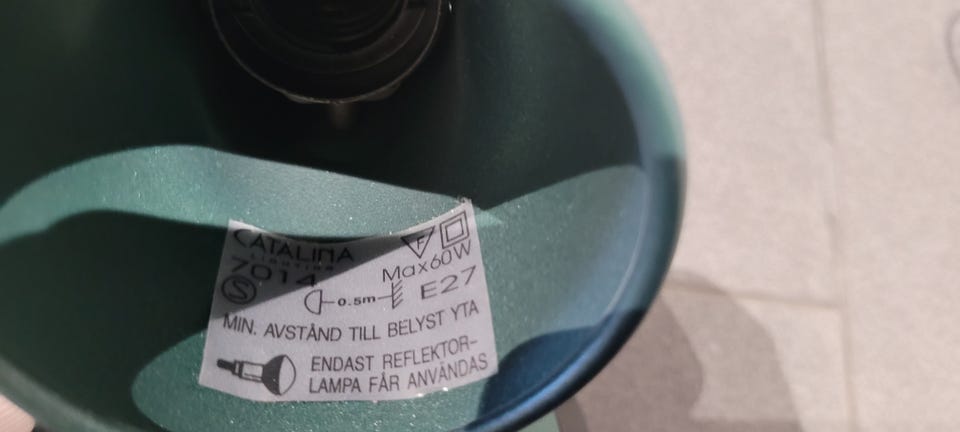 CATALINA
LIGHTING
7014
F
Max60W
S
0.5m
E27
MIN. AVSTÅND TILL BELYST YTA
ENDAST REFLEKTOR-
LAMPA FÅR ANVÄNDAS